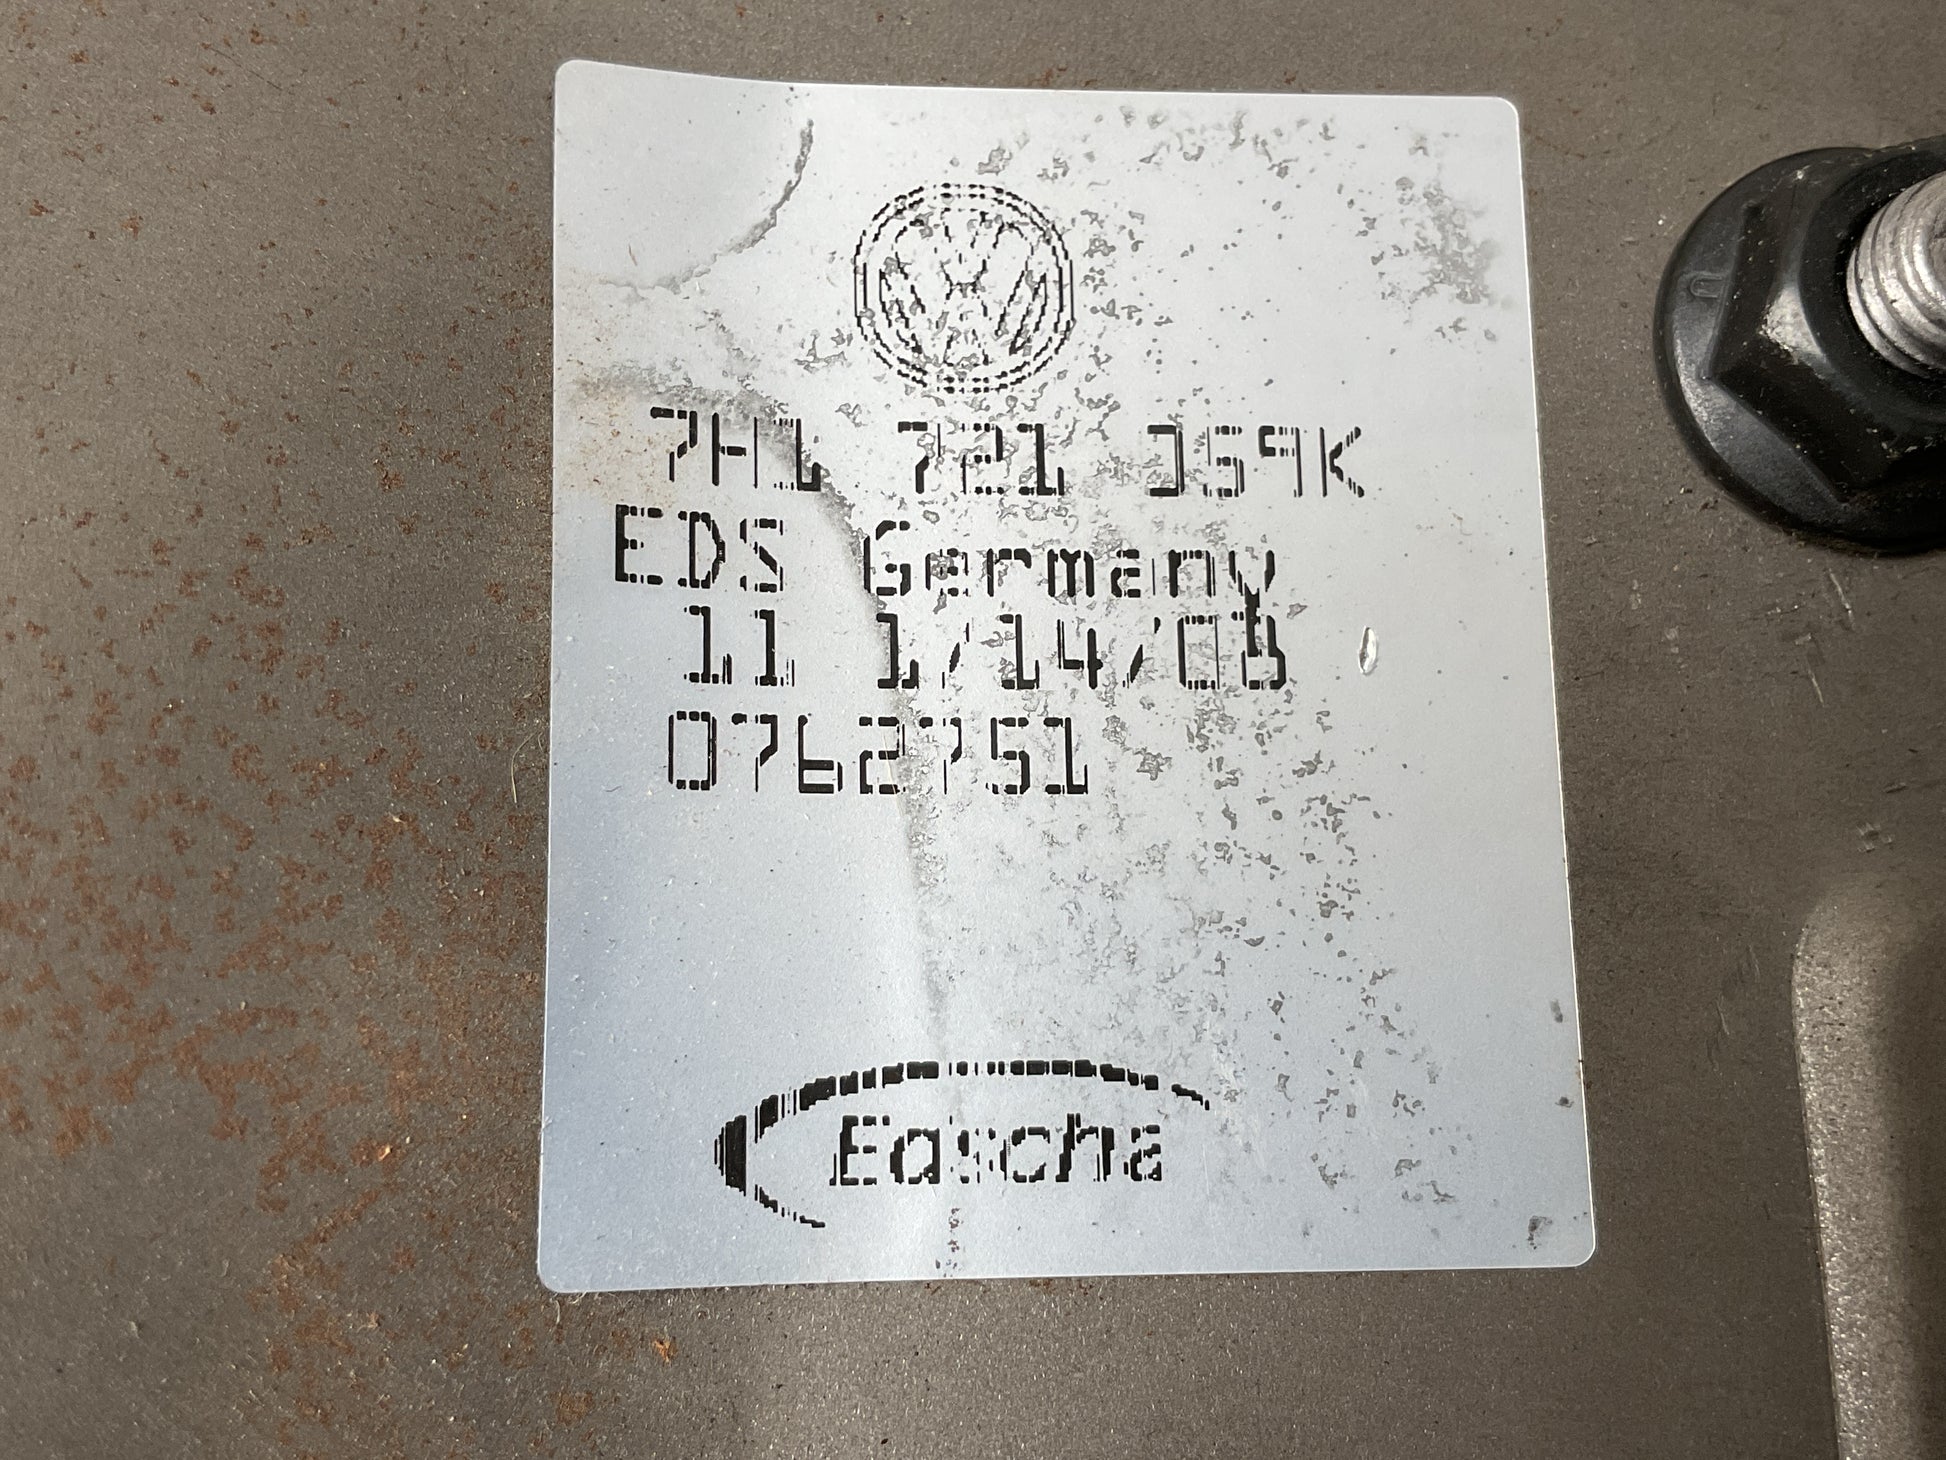 7H1 721 059K
EDS Germany
11 1/14/08
0762751
Eascha